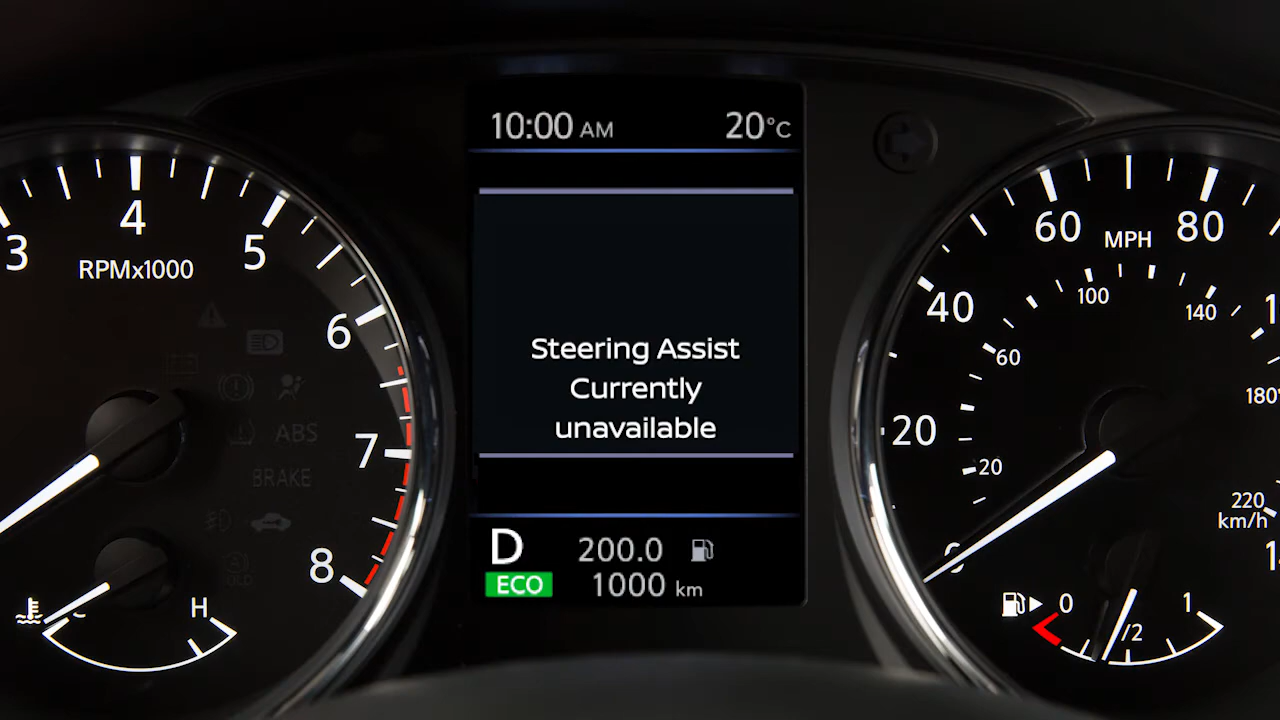 10:00 AM 20°C
Steering Assist
Currently
unavailable
D 200.0
ECO 1000 km
3 4 5 6 7 8
RPMx1000
ABS
BRAKE
H
20 40 60 80
MPH
20 60 100 140 180
220
km/h
0 1/2 1